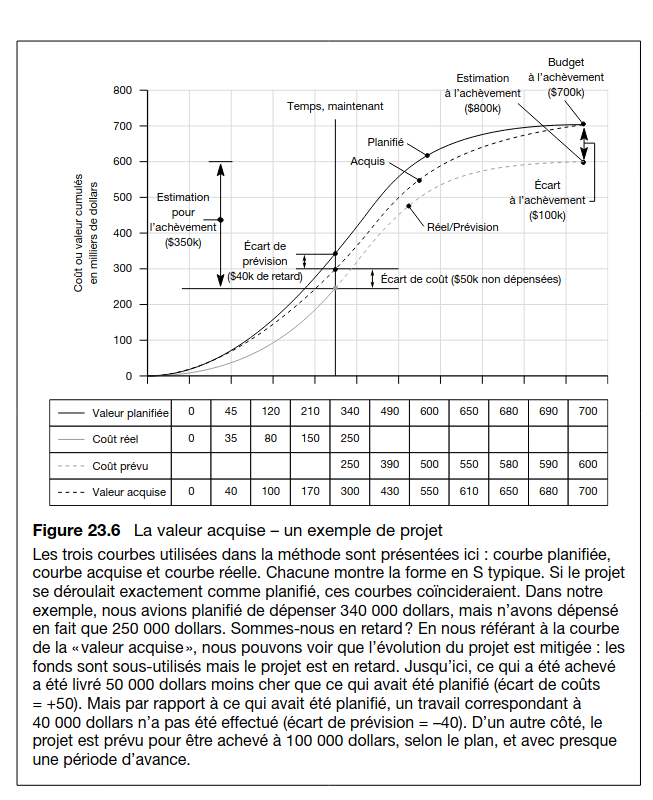 Budget
à l'achèvement
($700k)
Estimation
à l'achèvement
($800k)
800
700
600
500
400
300
200
100
0
Coût ou valeur cumulés
en milliers de dollars
Temps, maintenant
Planifié
Acquis
Réel/Prévision
Écart
à l'achèvement
($100k)
Estimation
pour
l'achèvement
($350k)
Écart de
prévision
($40k de retard)
Écart de coût ($50k non dépensées)
Valeur planifiée 0 45 120 210 340 490 600 650 680 690 700
Coût réel 0 35 80 150 250
Coût prévu 250 390 500 550 580 590 600
Valeur acquise 0 40 100 170 300 430 550 610 650 680 700
Figure 23.6 La valeur acquise – un exemple de projet
Les trois courbes utilisées dans la méthode sont présentées ici : courbe planifiée,
courbe acquise et courbe réelle. Chacune montre la forme en S typique. Si le projet
se déroulait exactement comme planifié, ces courbes coïncideraient. Dans notre
exemple, nous avions planifié de dépenser 340 000 dollars, mais n'avons dépensé
en fait que 250 000 dollars. Sommes-nous en retard ? En nous référant à la courbe
de la « valeur acquise », nous pouvons voir que l'évolution du projet est mitigée : les
fonds sont sous-utilisés mais le projet est en retard. Jusqu'ici, ce qui a été achevé
a été livré 50 000 dollars moins cher que ce qui avait été planifié (écart de coûts
= +50). Mais par rapport à ce qui avait été planifié, un travail correspondant à
40 000 dollars n'a pas été effectué (écart de prévision = –40). D'un autre côté, le
projet est prévu pour être achevé à 100 000 dollars, selon le plan, et avec presque
une période d'avance.